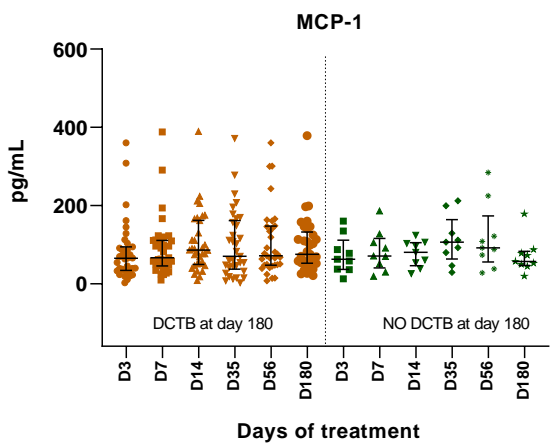 MCP-1
600
400
200
0
pg/mL
DCTB at day 180
NO DCTB at day 180
D3 D7 D14 D35 D56 D180 D3 D7 D14 D35 D56 D180
Days of treatment